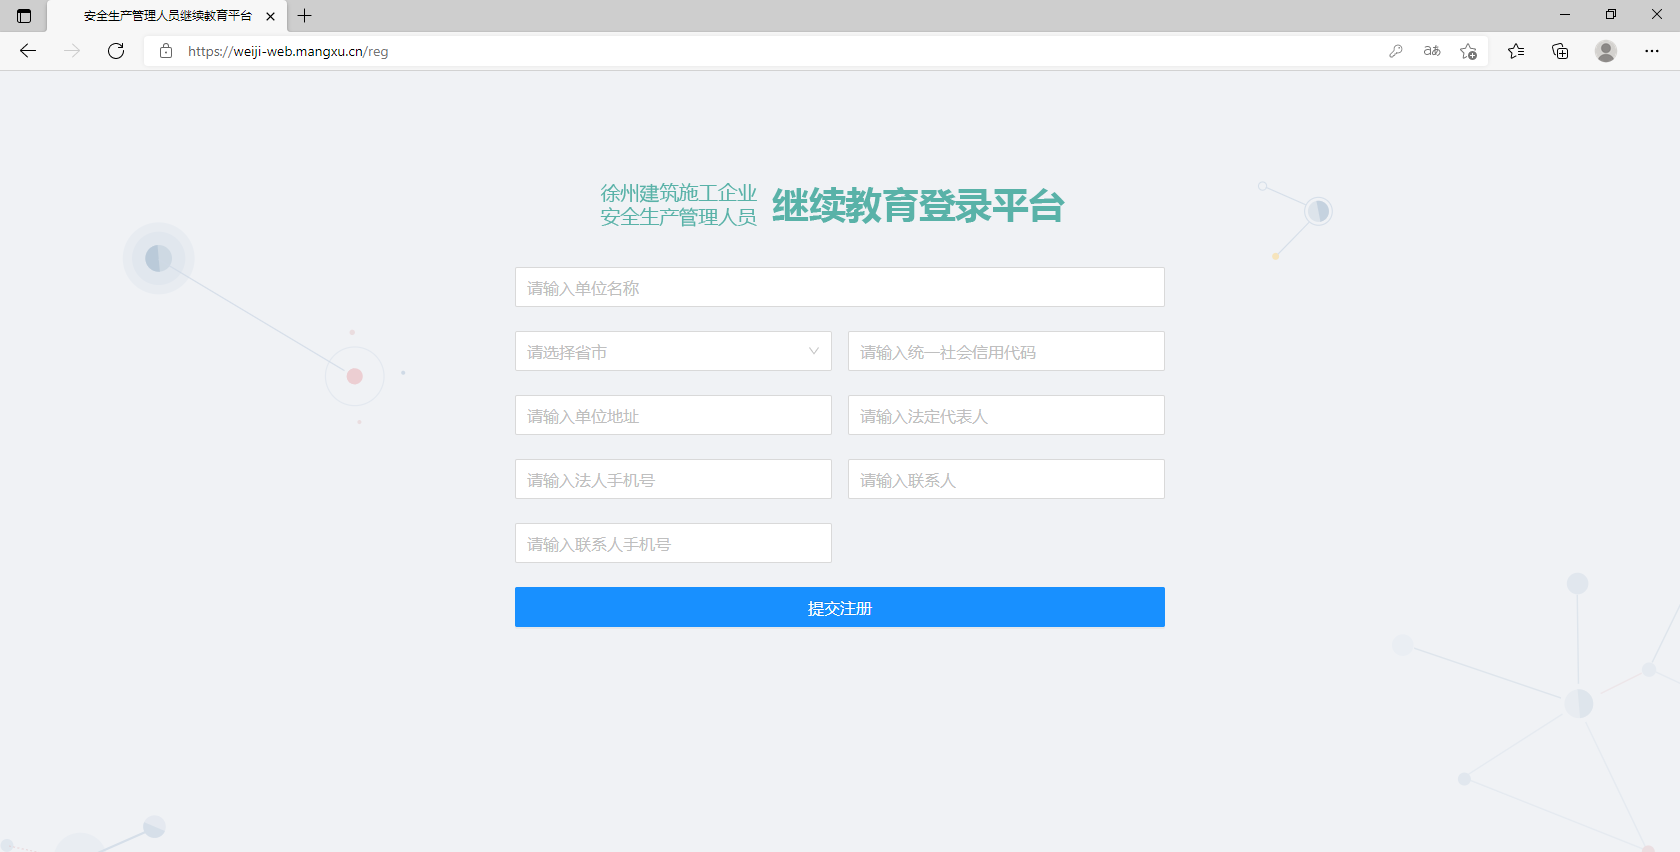 安全生产管理人员继续教育平台
https://weiji-web.mangxu.cn/reg
aあ
徐州建筑施工企业
安全生产管理人员
继续教育登录平台
请输入单位名称
请选择省市
请输入统一社会信用代码
请输入单位地址
请输入法定代表人
请输入法人手机号
请输入联系人
请输入联系人手机号
提交注册